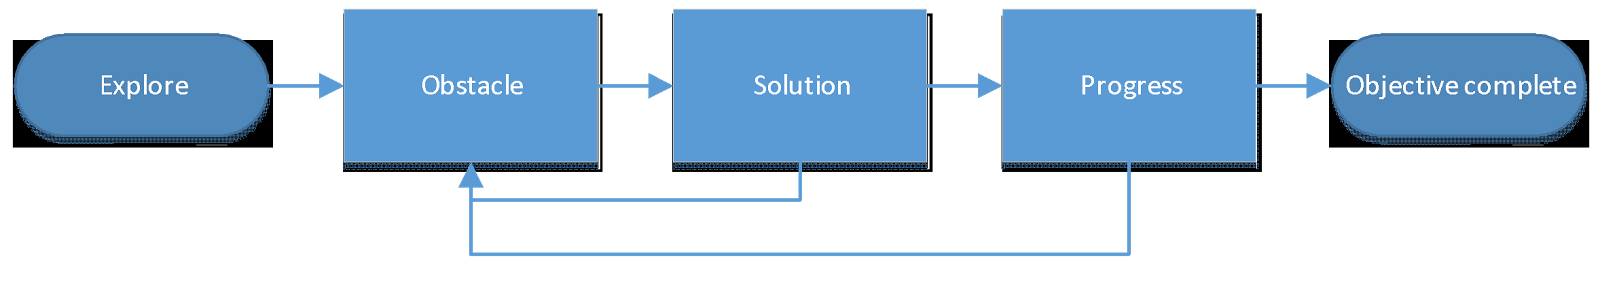 Explore
Obstacle
Solution
Progress
Objective complete